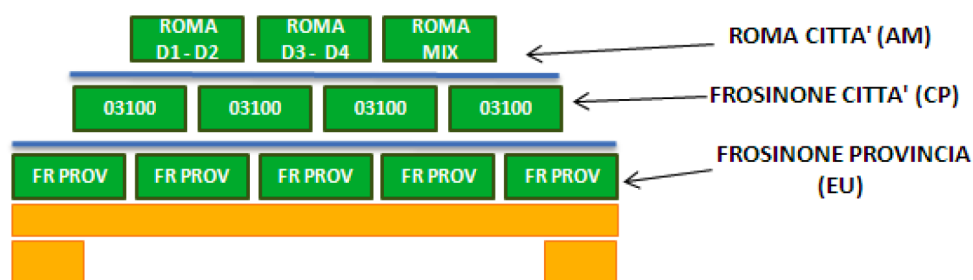 ROMA D1 - D2
ROMA D3 - D4
ROMA MIX
ROMA CITTA' (AM)
03100 03100 03100 03100
FROSINONE CITTA' (CP)
FR PROV FR PROV FR PROV FR PROV FR PROV
FROSINONE PROVINCIA
(EU)